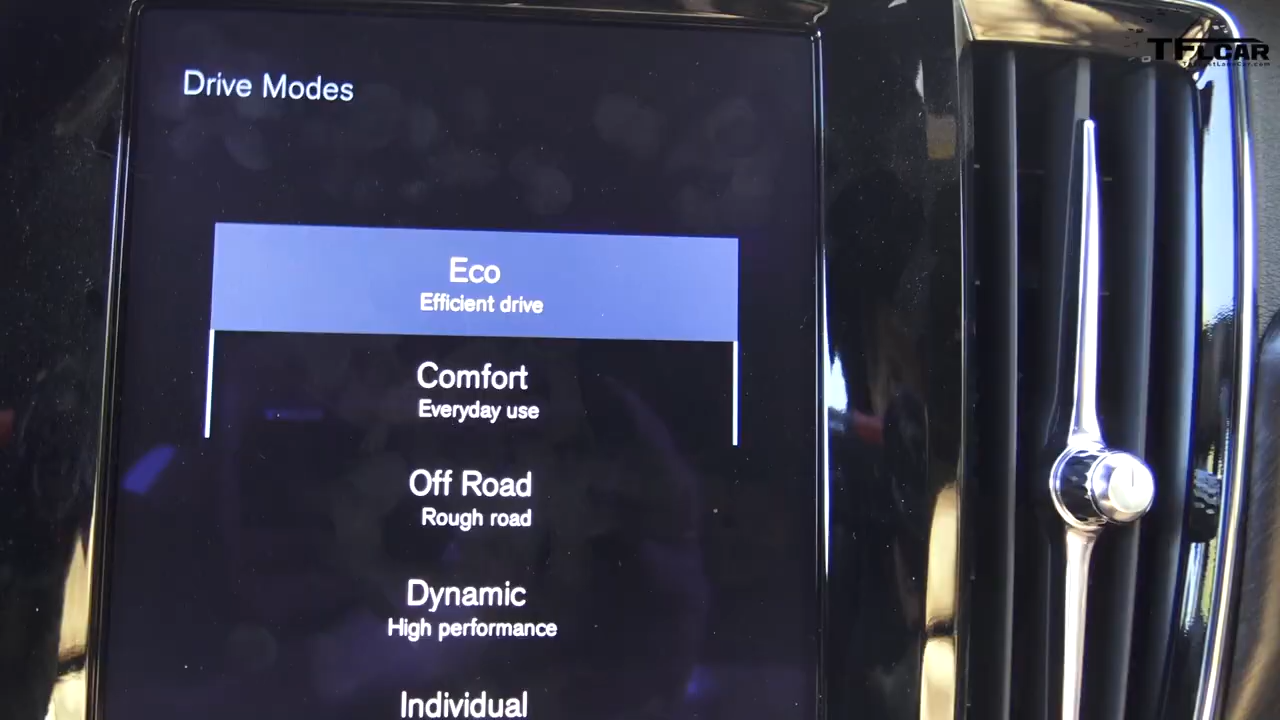 TFLCAR
Drive Modes
Eco
Efficient drive
Comfort
Everyday use
Off Road
Rough road
Dynamic
High performance
Individual